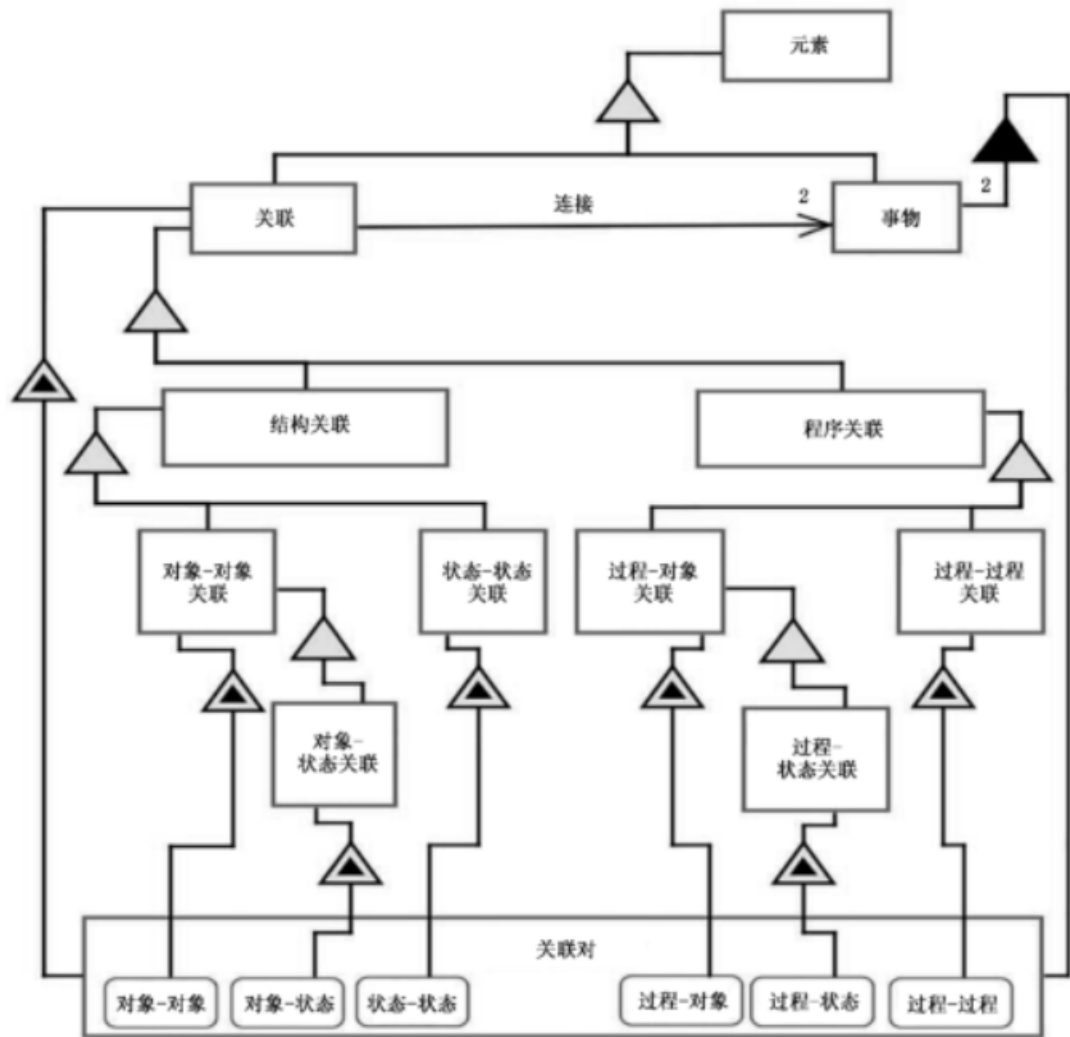 元素
关联
连接
2
事物
2
结构关联
程序关联
对象-对象
关联
状态-状态
关联
过程-对象
关联
过程-过程
关联
对象-
状态关联
过程-
状态关联
关联对
对象-对象
对象-状态
状态-状态
过程-对象
过程-状态
过程-过程